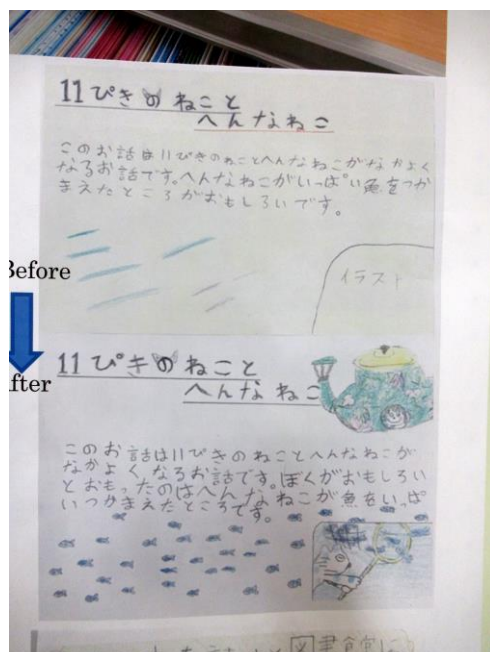 11ぴきのねこと
へんなねこ
このお話は11ぴきのねことへんなねこがなかよく
なるお話です。へんなねこがいっぱい魚をつか
まえたところがおもしろいです。
Before
イラスト
After
11ぴきのねこと
へんなねこ
このお話は11ぴきのねことへんなねこが
なかよくなるお話です。ぼくがおもしろい
とおもったのはへんなねこが魚をいっぱ
いつかまえたところです。